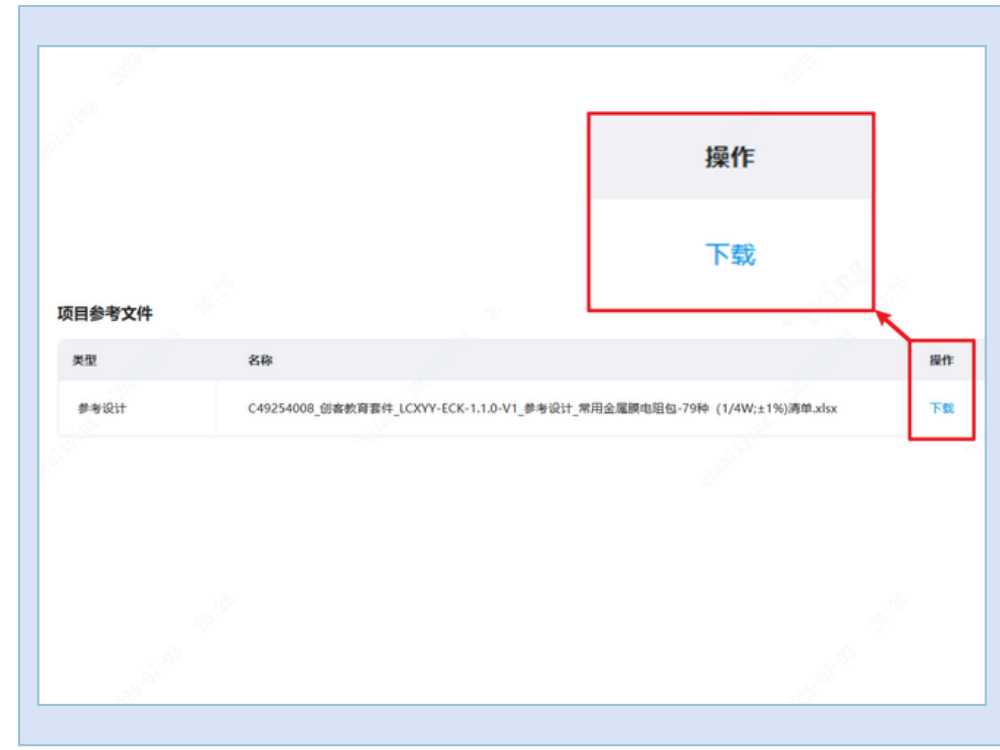 操作
下载
项目参考文件
类型 名称 操作
参考设计 C49254008_创客教育套件_LCXYY-ECK-1.1.0-V1_参考设计_常用金属膜电阻包-79种（1/4W;±1%)清单.xlsx 下载